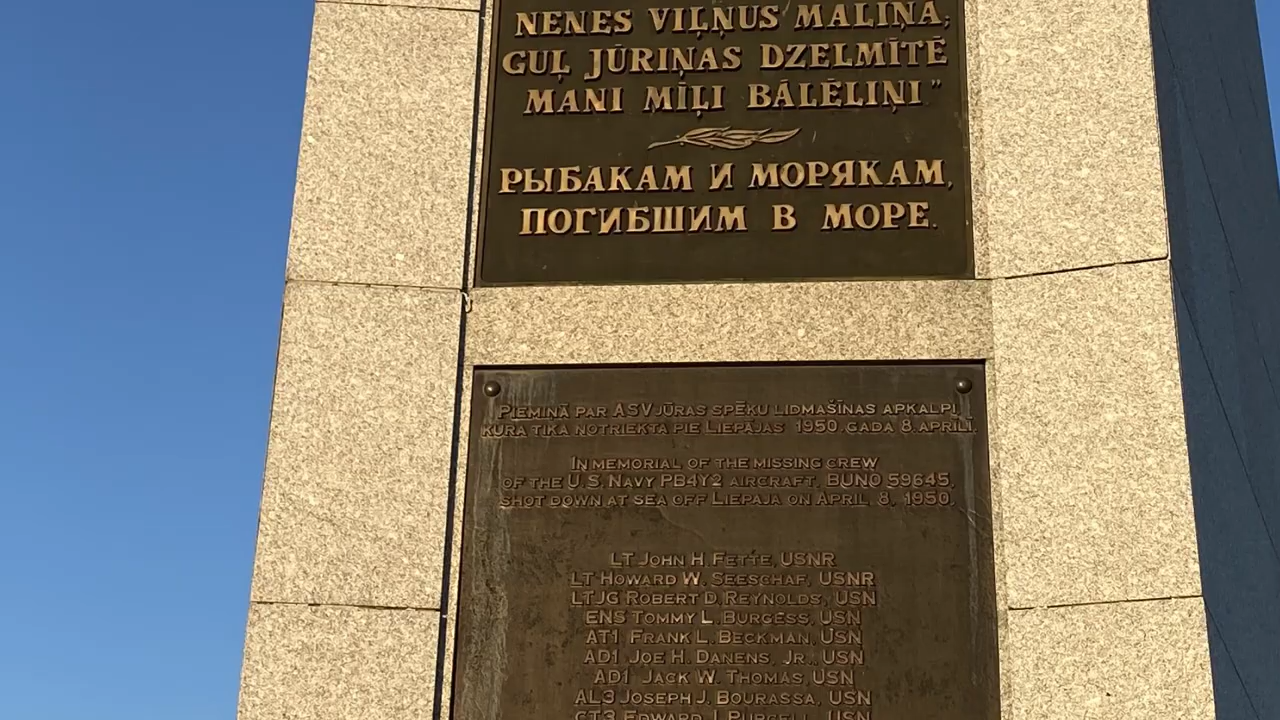 NENES VIĻŅUS MALIŅĀ;
GUĻ JŪRIŅAS DZELMĪTĒ
MANI MĪĻI BĀLĒLIŅI”
РЫБАКАМ И МОРЯКАМ,
ПОГИБШИМ В МОРЕ.
PIEMIŅĀ PAR ASV JŪRAS SPĒKU LIDMAŠĪNAS APKALPI,
KURA TIKA NOTRIEKTA PIE LIEPĀJAS 1950. GADA 8. APRĪLĪ.
IN MEMORIAL OF THE MISSING CREW
OF THE U.S. NAVY PB4Y2 AIRCRAFT, BUNO 59645,
SHOT DOWN AT SEA OFF LIEPAJA ON APRIL 8, 1950.
LT JOHN H. FETTE, USNR
LT HOWARD W. SEESCHAF, USNR
LTJG ROBERT D. REYNOLDS, USN
ENS TOMMY L. BURGESS, USN
AT1 FRANK L. BECKMAN, USN
AD1 JOE H. DANENS, JR., USN
AD1 JACK W. THOMAS, USN
AL3 JOSEPH J. BOURASSA, USN
CT3 EDWARD J. PURCELL, USN